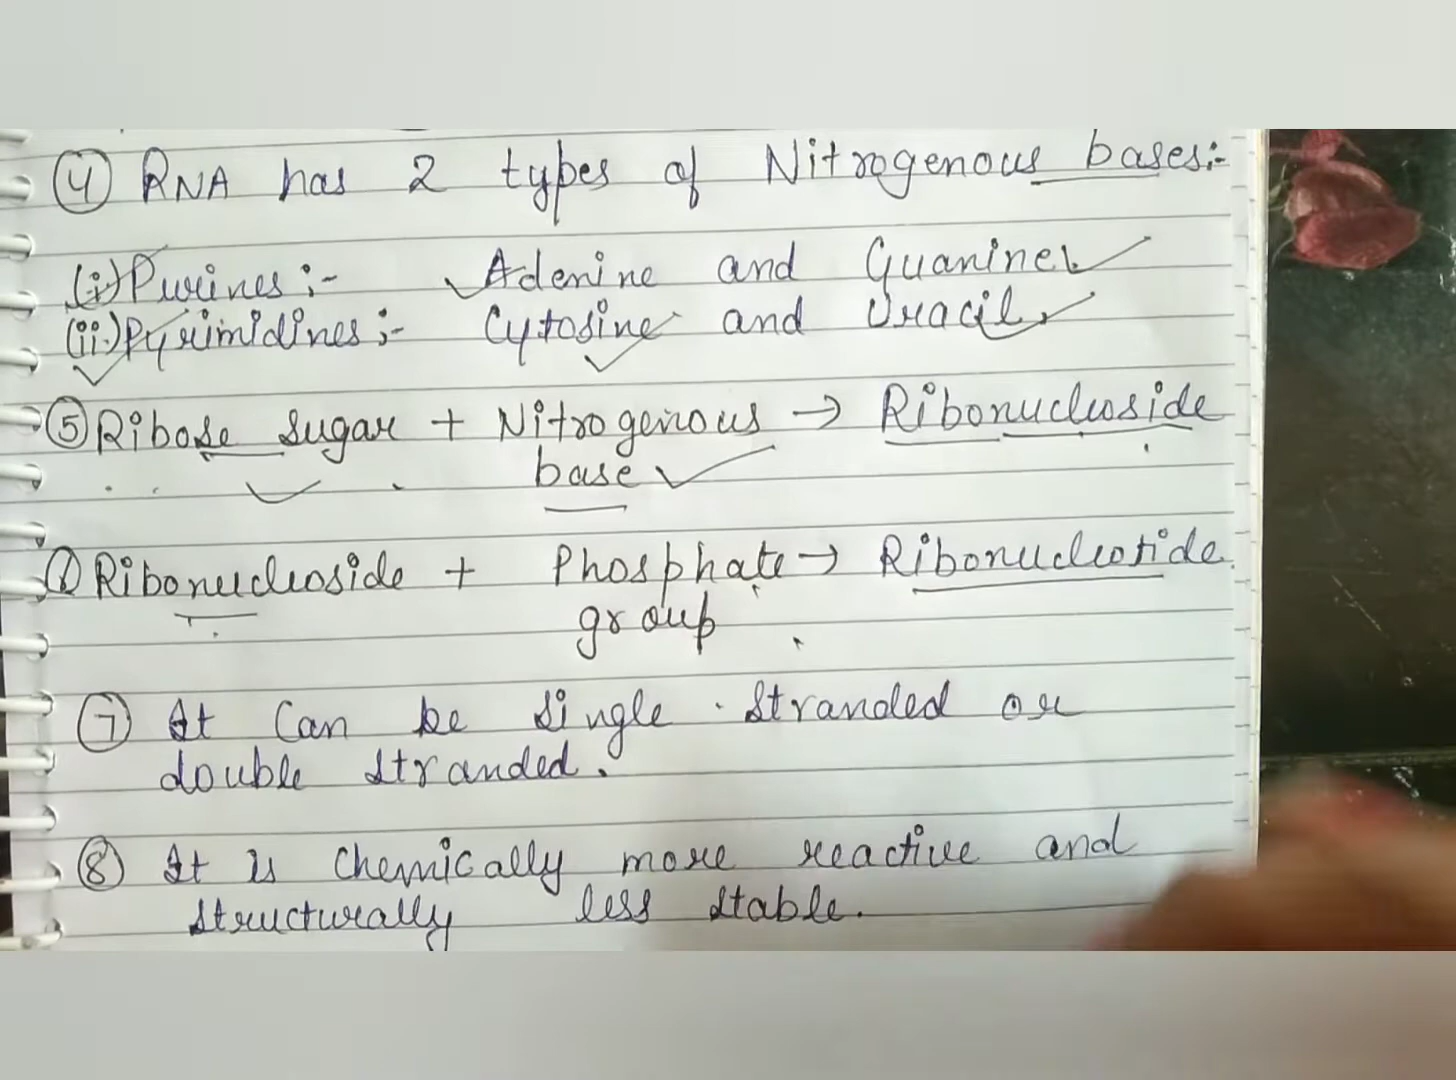 ④ RNA has 2 types of Nitrogenous bases:-
(i) Purines :- Adenine and Guanine.
(ii) Pyrimidines :- Cytosine and Uracil.
⑤ Ribose sugar + Nitrogenous → Ribonucleoside
base
⑥ Ribonucleoside + Phosphate → Ribonucleotide.
group
⑦ It Can be single stranded or
double stranded.
⑧ It is Chemically more reactive and
structurally less stable.